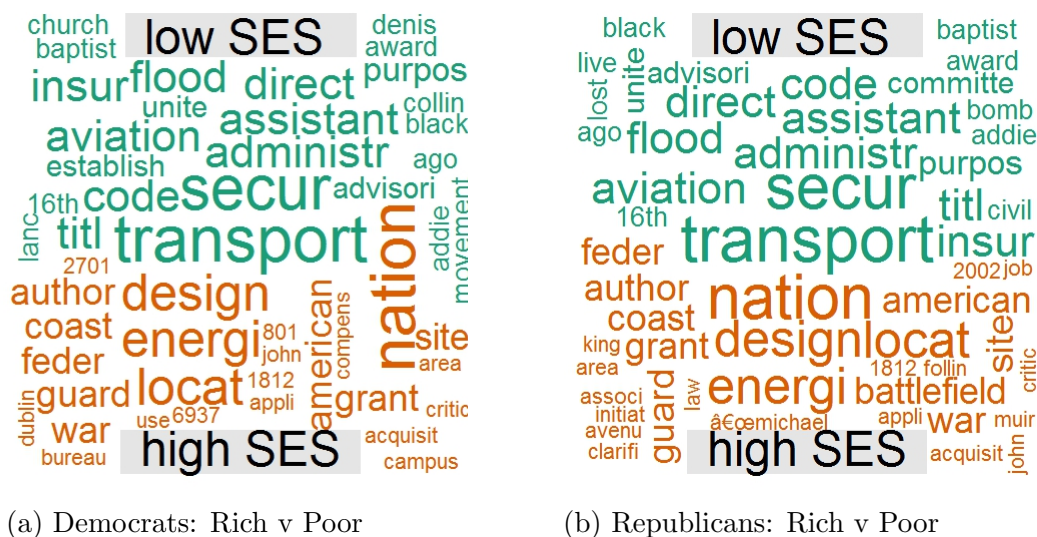 church low SES denis
baptist award
insur flood direct purpos
unite collin
aviation assistant black
establish administr ago
16th code secur advisori
lanc titl transport nation addie movement
2701
author design american
coast energi 801 compens site
feder john area
guard locat 1812 grant
dublin appli critic
war use 6937
bureau high SES acquisit
campus
(a) Democrats: Rich v Poor
black low SES baptist
live unite advisori award
lost direct code committe
ago flood assistant bomb
administr addie
aviation secur purpos
16th titl civil
feder transport insur
2002 job
author nation american
coast designlocat site
king grant
area 1812 follin critic
associ guard law energi battlefield
initiat appli
avenu “michael war muir
clarifi high SES acquisit john
(b) Republicans: Rich v Poor